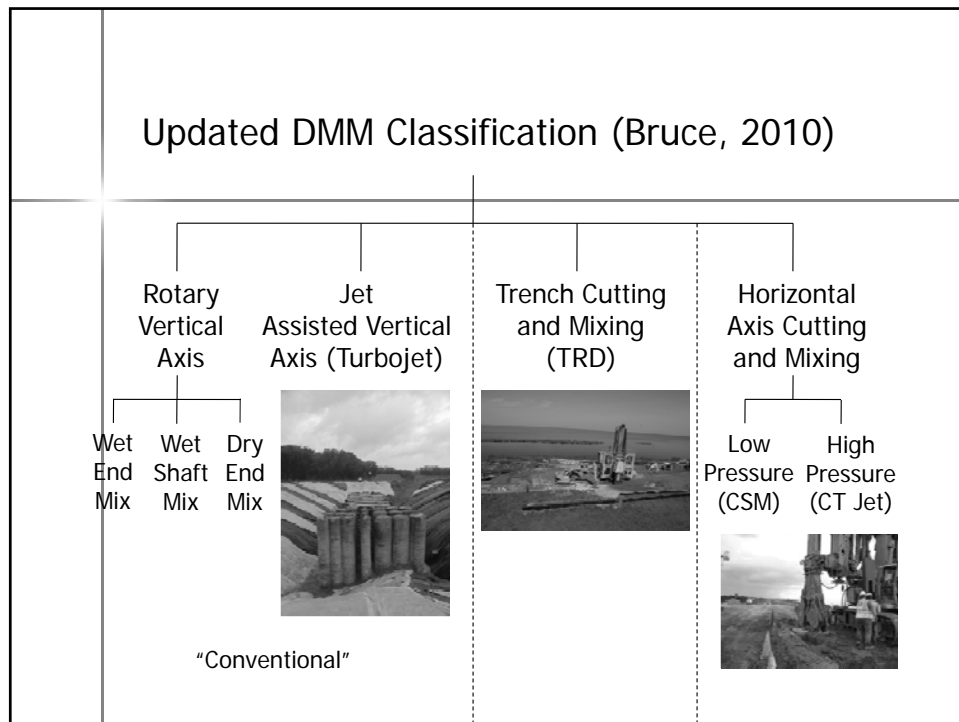 Updated DMM Classification (Bruce, 2010)
Rotary
Vertical
Axis
Jet
Assisted Vertical
Axis (Turbojet)
Trench Cutting
and Mixing
(TRD)
Horizontal
Axis Cutting
and Mixing
Wet
End
Mix
Wet
Shaft
Mix
Dry
End
Mix
Low
Pressure
(CSM)
High
Pressure
(CT Jet)
“Conventional”